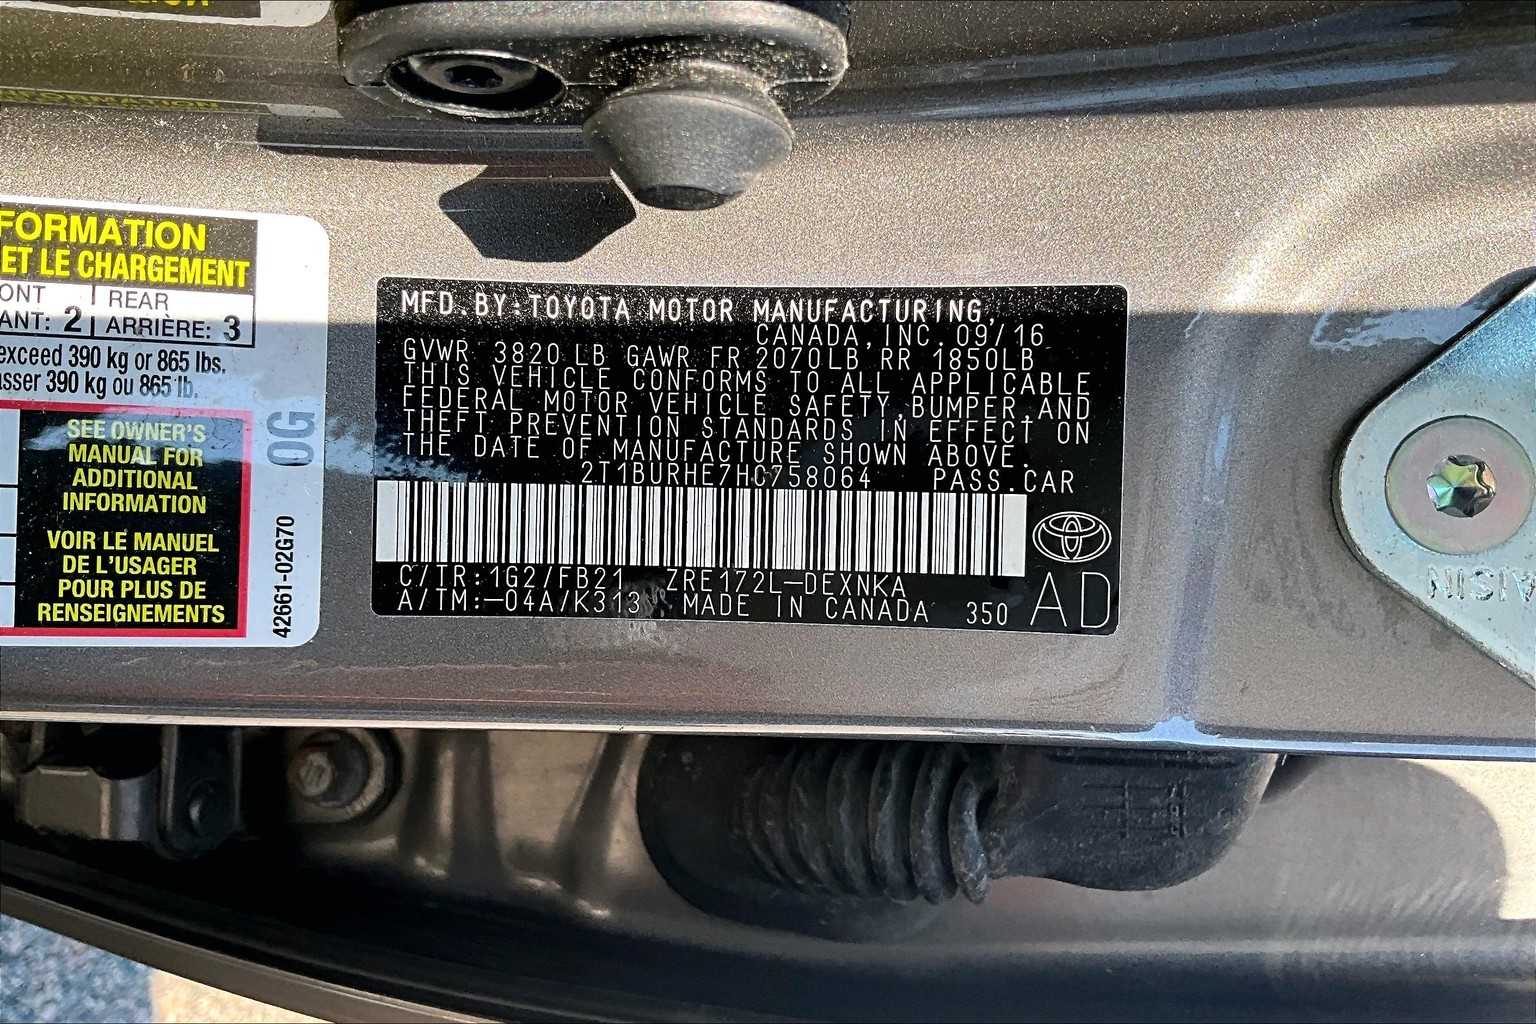 FORMATION
ET LE CHARGEMENT
ONT | REAR
ANT: 2 | ARRIÈRE: 3
exceed 390 kg or 865 lbs.
asser 390 kg ou 865 lb.
SEE OWNER'S
MANUAL FOR
ADDITIONAL
INFORMATION
VOIR LE MANUEL
DE L'USAGER
POUR PLUS DE
RENSEIGNEMENTS
0G
42661-02G70
MFD.BY:TOYOTA MOTOR MANUFACTURING,
CANADA,INC.09/16
GVWR 3820 LB GAWR FR 2070LB RR 1850LB
THIS VEHICLE CONFORMS TO ALL APPLICABLE
FEDERAL MOTOR VEHICLE SAFETY,BUMPER,AND
THEFT PREVENTION STANDARDS IN EFFECT ON
THE DATE OF MANUFACTURE SHOWN ABOVE.
2T1BURHE7HC758064 PASS.CAR
C/TR:1G2/FB21 ZRE172L-DEXNKA
A/TM:-04A/K313 MADE IN CANADA 350
AD
AISIN